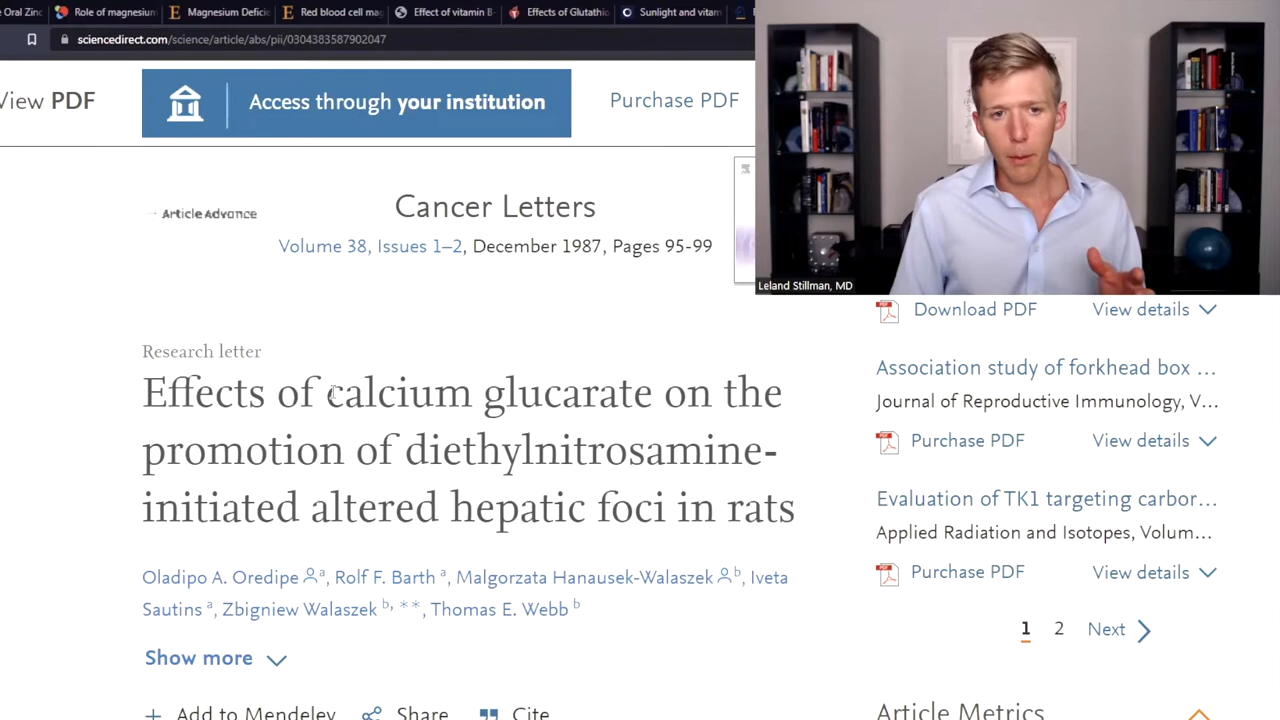 e Oral Zinc
Role of magnesium
Magnesium Defici
Red blood cell mag
Effect of vitamin B-
Effects of Glutathio
Sunlight and vitam
sciencedirect.com/science/article/abs/pii/0304383587902047
View PDF
Access through your institution
Purchase PDF
Article Advance
Cancer Letters
Volume 38, Issues 1–2, December 1987, Pages 95-99
Leland Stillman, MD
Research letter
Effects of calcium glucarate on the
promotion of diethylnitrosamine-
initiated altered hepatic foci in rats
Oladipo A. Oredipe a, Rolf F. Barth a, Malgorzata Hanausek-Walaszek b, Iveta
Sautins a, Zbigniew Walaszek b, **, Thomas E. Webb b
Show more
Add to Mendeley
Share
Cite
Download PDF
View details
Association study of forkhead box ...
Journal of Reproductive Immunology, V...
Purchase PDF
View details
Evaluation of TK1 targeting carbor...
Applied Radiation and Isotopes, Volum...
Purchase PDF
View details
1 2 Next
Article Metrics